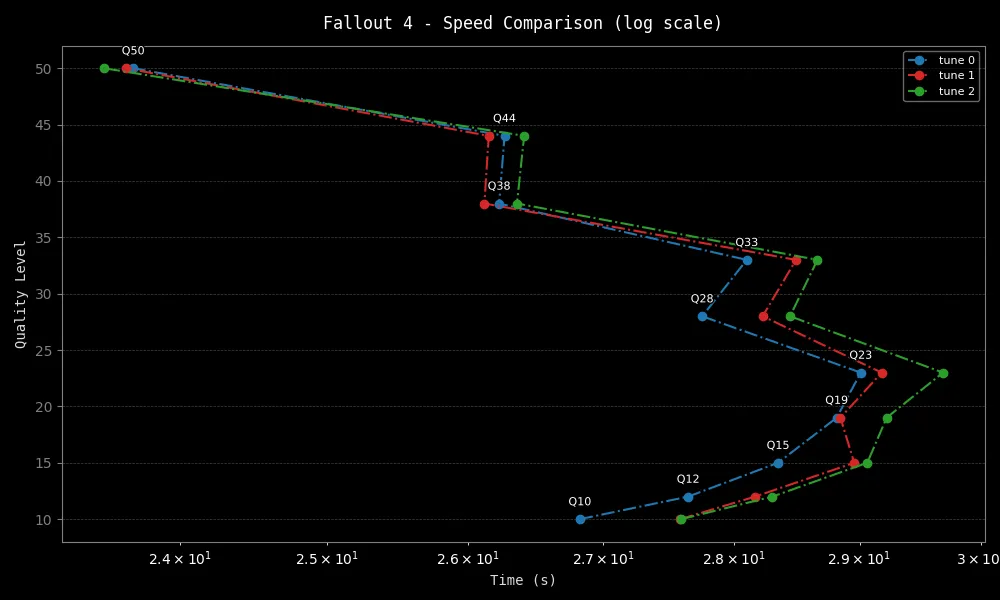 Fallout 4 - Speed Comparison (log scale)
Quality Level
50
45
40
35
30
25
20
15
10
Q50
Q44
Q38
Q33
Q28
Q23
Q19
Q15
Q12
Q10
tune 0
tune 1
tune 2
2.4 × 10¹
2.5 × 10¹
2.6 × 10¹
2.7 × 10¹
2.8 × 10¹
2.9 × 10¹
3 × 10
Time (s)